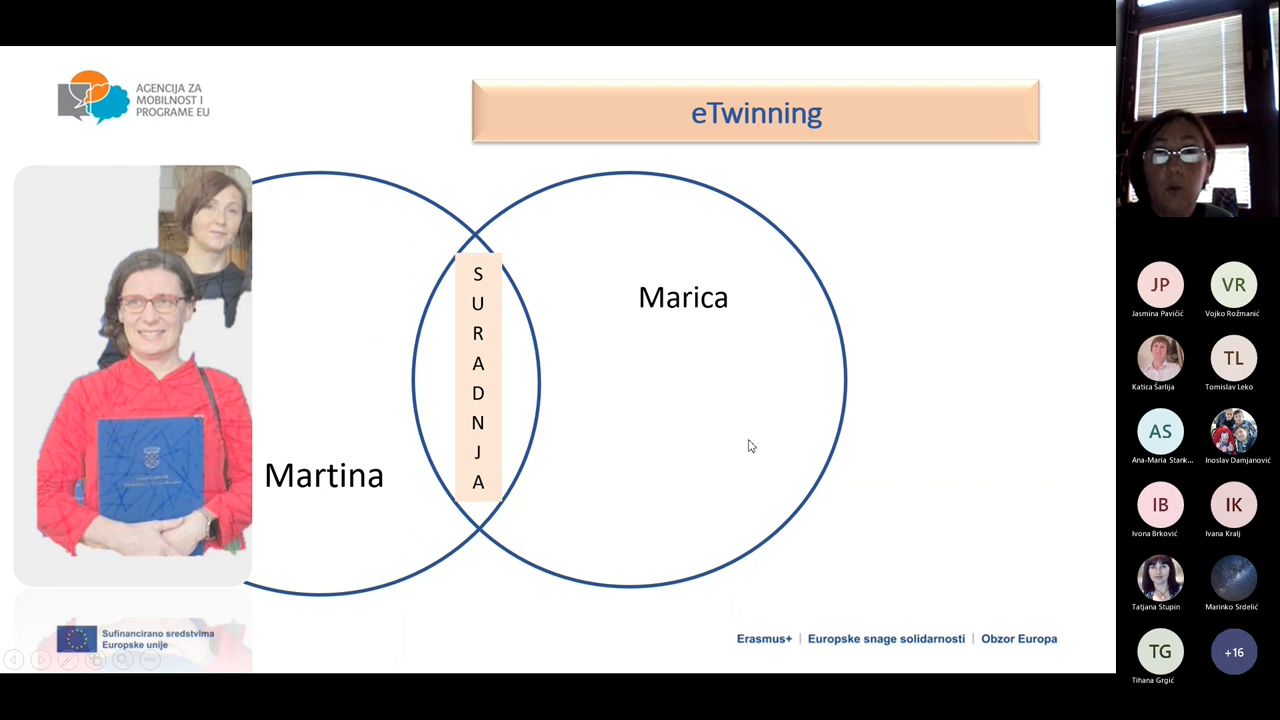 AGENCIJA ZA
MOBILNOST I
PROGRAME EU
eTwinning
S
U
R
A
D
N
J
A
Marica
Martina
Sufinancirano sredstvima
Europske unije
Erasmus+ | Europske snage solidarnosti | Obzor Europa
JP
VR
Jasmina Pavičić
Vojko Rožmanić
TL
Katica Šarlija
Tomislav Leko
AS
Ana-Maria Stank...
Inoslav Damjanović
IB
IK
Ivona Brković
Ivana Kralj
Tatjana Stupin
Marinko Srdelić
TG
+16
Tihana Grgić